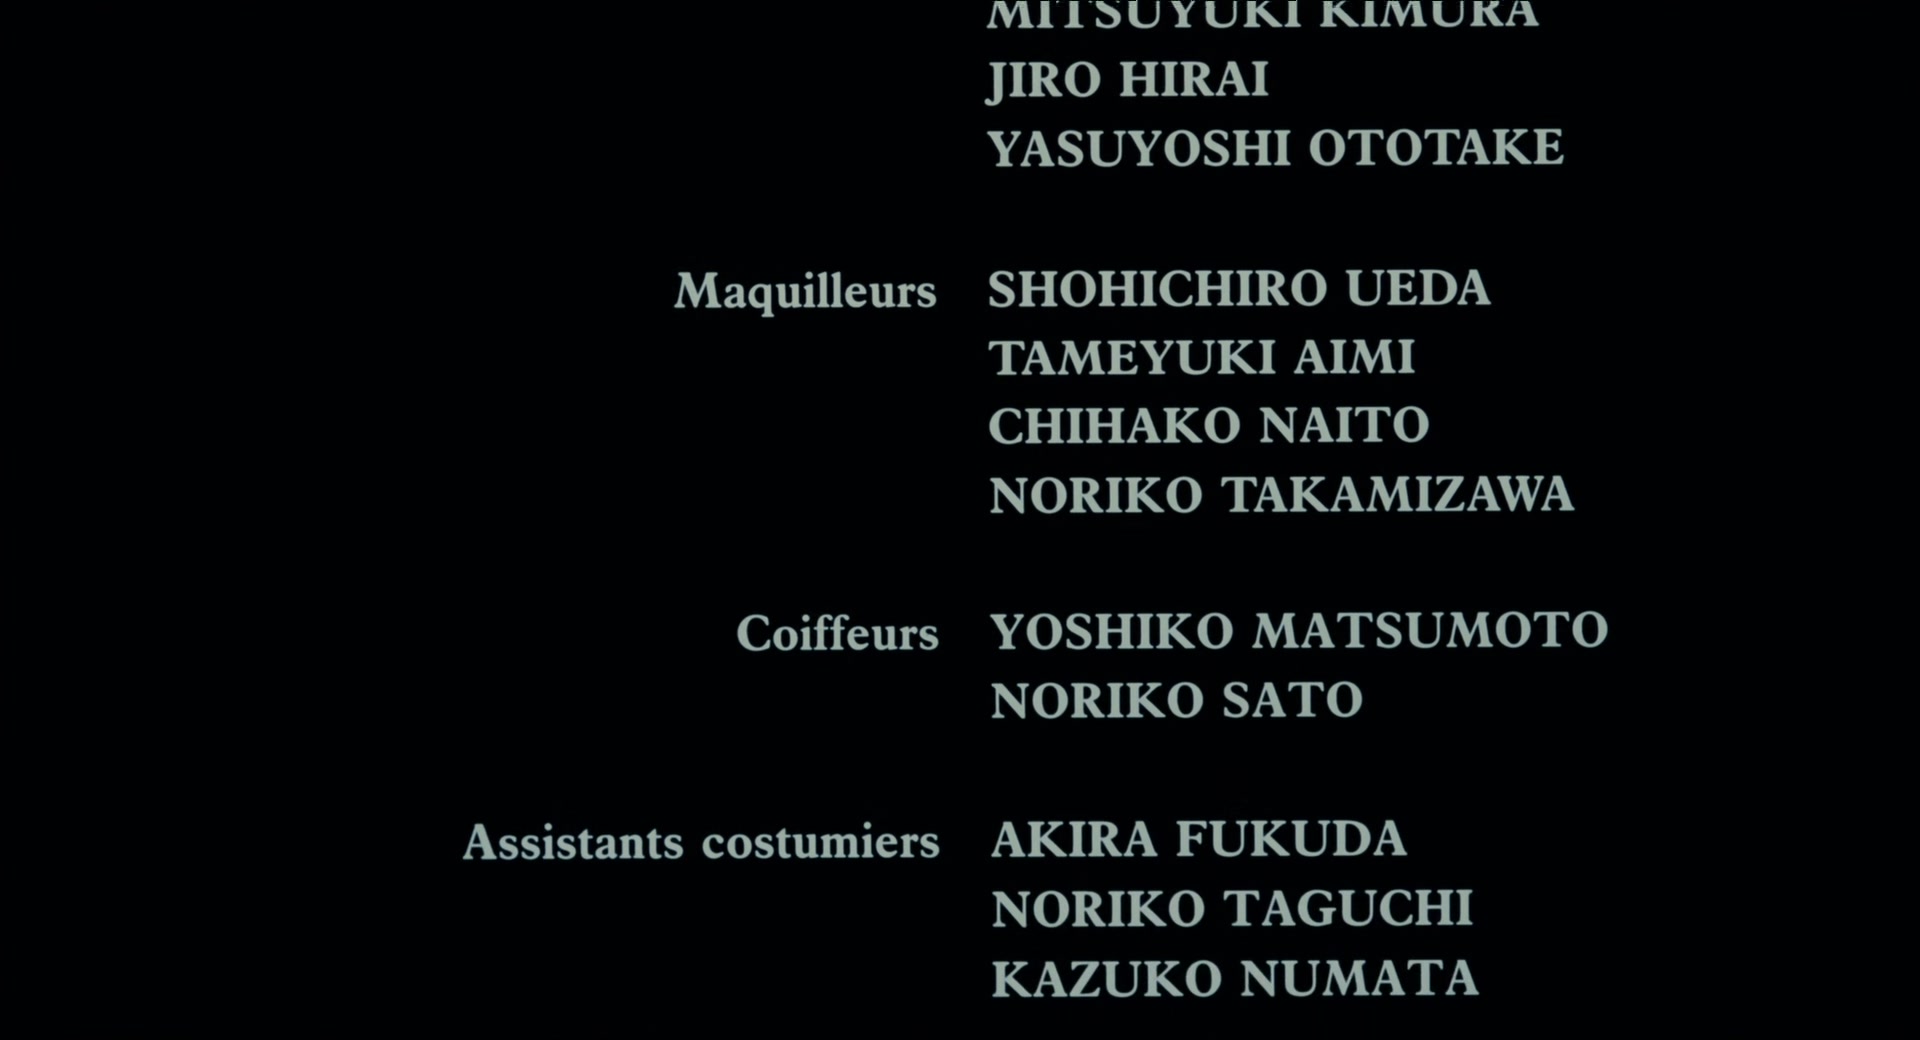 MITSUYUKI KIMURA
JIRO HIRAI
YASUYOSHI OTOTAKE
Maquilleurs SHOHICHIRO UEDA
TAMEYUKI AIMI
CHIHAKO NAITO
NORIKO TAKAMIZAWA
Coiffeurs YOSHIKO MATSUMOTO
NORIKO SATO
Assistants costumiers AKIRA FUKUDA
NORIKO TAGUCHI
KAZUKO NUMATA